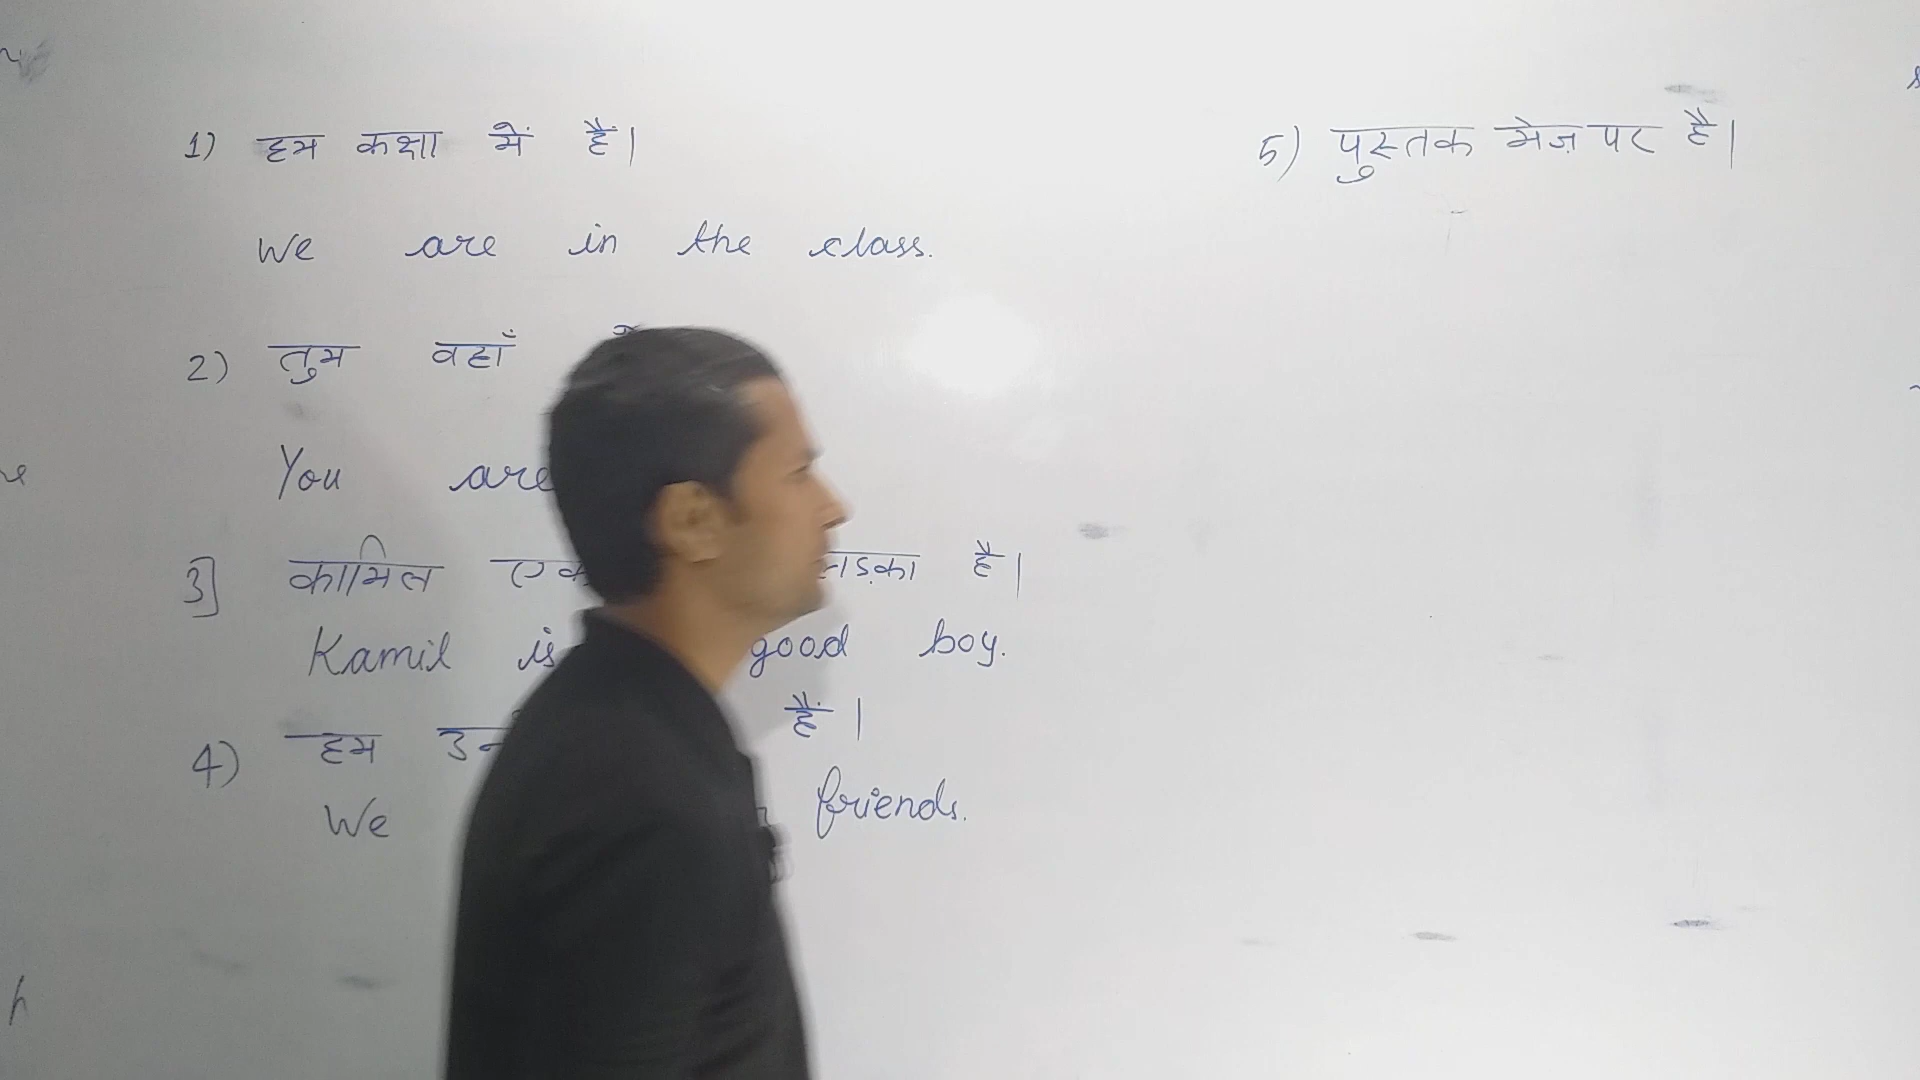 1) हम कक्षा में हैं।
We are in the class.
2) तुम वहाँ
You are
3] कामिल एक लड़का है।
Kamil is good boy.
4) हम हैं।
We friends.
5) पुस्तक मेज़ पर है।